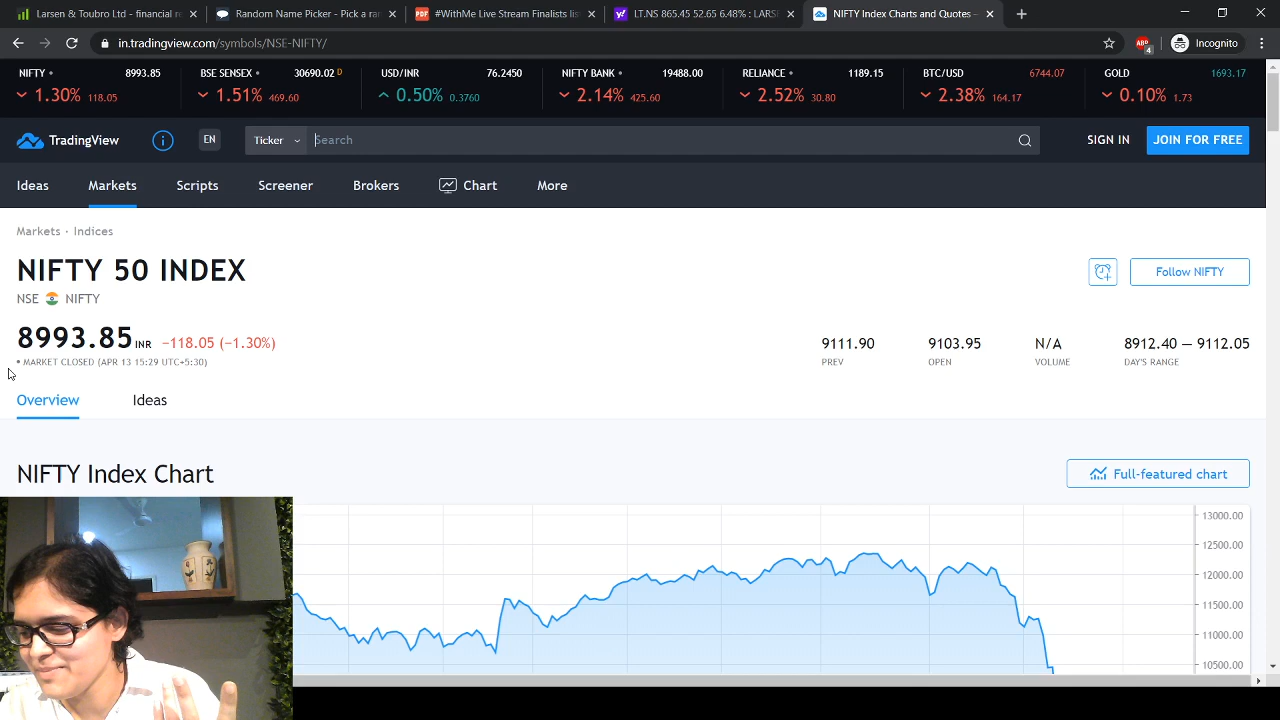 Larsen & Toubro Ltd - financial re
Random Name Picker - Pick a ran
PDF
#WithMe Live Stream Finalists lis
LT.NS 865.45 52.65 6.48% : LARSE
NIFTY Index Charts and Quotes —
in.tradingview.com/symbols/NSE-NIFTY/
ABP
4
Incognito
NIFTY 8993.85
1.30% 118.05
BSE SENSEX 30690.02 D
1.51% 469.60
USD/INR 76.2450
0.50% 0.3760
NIFTY BANK 19488.00
2.14% 425.60
RELIANCE 1189.15
2.52% 30.80
BTC/USD 6744.07
2.38% 164.17
GOLD 1693.17
0.10% 1.73
TradingView
EN
Ticker
Search
SIGN IN
JOIN FOR FREE
Ideas
Markets
Scripts
Screener
Brokers
Chart
More
Markets · Indices
NIFTY 50 INDEX
NSE NIFTY
Follow NIFTY
8993.85 INR −118.05 (−1.30%)
• MARKET CLOSED (APR 13 15:29 UTC+5:30)
9111.90
PREV
9103.95
OPEN
N/A
VOLUME
8912.40 — 9112.05
DAY'S RANGE
Overview
Ideas
NIFTY Index Chart
Full-featured chart
13000.00
12500.00
12000.00
11500.00
11000.00
10500.00